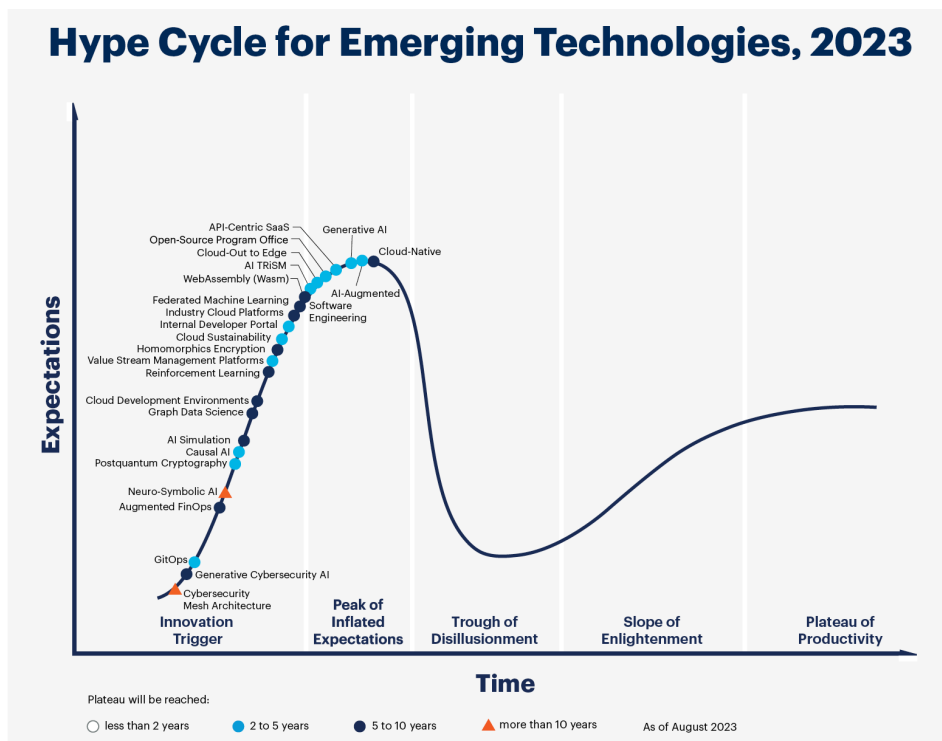 Hype Cycle for Emerging Technologies, 2023
Expectations
API-Centric SaaS
Generative AI
Open-Source Program Office
Cloud-Out to Edge
Cloud-Native
AI TRiSM
WebAssembly (Wasm)
AI-Augmented
Software
Engineering
Federated Machine Learning
Industry Cloud Platforms
Internal Developer Portal
Cloud Sustainability
Homomorphics Encryption
Value Stream Management Platforms
Reinforcement Learning
Cloud Development Environments
Graph Data Science
AI Simulation
Causal AI
Postquantum Cryptography
Neuro-Symbolic AI
Augmented FinOps
GitOps
Generative Cybersecurity AI
Cybersecurity
Mesh Architecture
Innovation
Trigger
Peak of
Inflated
Expectations
Trough of
Disillusionment
Slope of
Enlightenment
Plateau of
Productivity
Time
Plateau will be reached:
less than 2 years
2 to 5 years
5 to 10 years
more than 10 years
As of August 2023